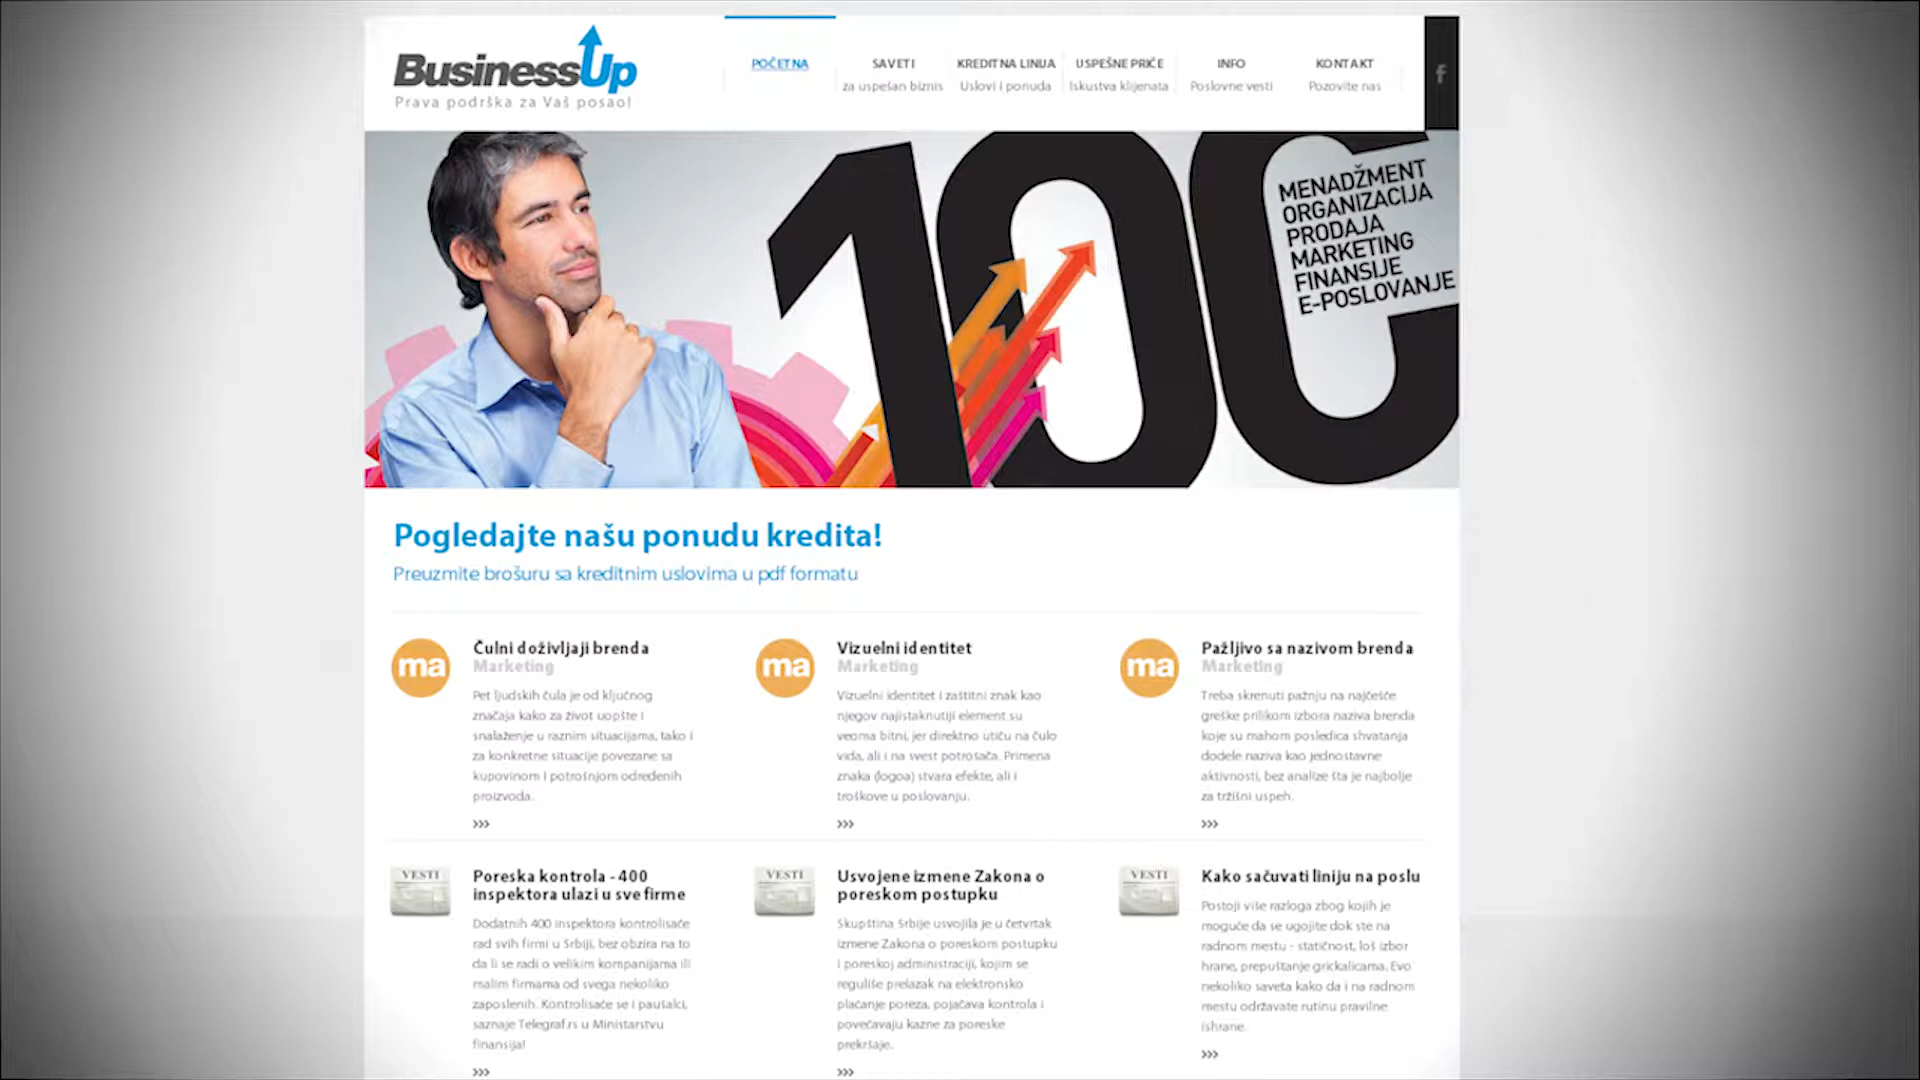 BusinessUp
Prava podrška za Vaš posao!
POČETNA
SAVETI
za uspešan biznis
KREDITNA LINIJA
Uslovi i ponuda
USPEŠNE PRIČE
Iskustva klijenata
INFO
Poslovne vesti
KONTAKT
Pozovite nas
f
100
MENADŽMENT
ORGANIZACIJA
PRODAJA
MARKETING
FINANSIJE
E-POSLOVANJE
Pogledajte našu ponudu kredita!
Preuzmite brošuru sa kreditnim uslovima u pdf formatu
ma
Čulni doživljaji brenda
Marketing
Pet ljudskih čula je od ključnog
značaja kako za život uopšte i
snalaženje u raznim situacijama, tako i
za konkretne situacije povezane sa
kupovinom i potrošnjom određenih
proizvoda.
>>>
ma
Vizuelni identitet
Marketing
Vizuelni identitet i zaštitni znak kao
njegov najistaknutiji element su
veoma bitni, jer direktno utiču na čulo
vida, ali i na svest potrošača. Primena
znaka (logoa) stvara efekte, ali i
troškove u poslovanju.
>>>
ma
Pažljivo sa nazivom brenda
Marketing
Treba skrenuti pažnju na najčešće
greške prilikom izbora naziva brenda
koje su mahom posledica shvatanja
dodele naziva kao jednostavne
aktivnosti, bez analize šta je najbolje
za tržišni uspeh.
>>>
VESTI
Poreska kontrola - 400
inspektora ulazi u sve firme
Dodatnih 400 inspektora kontrolisaće
rad svih firmi u Srbiji, bez obzira na to
da li se radi o velikim kompanijama ili
malim firmama od svega nekoliko
zaposlenih. Kontrolisaće se i paušalci,
saznaje Telegraf.rs u Ministarstvu
finansija!
>>>
VESTI
Usvojene izmene Zakona o
poreskom postupku
Skupština Srbije usvojila je u četvrtak
izmene Zakona o poreskom postupku
i poreskoj administraciji, kojim se
reguliše prelazak na elektronsko
plaćanje poreza, pojačava kontrola i
povećavaju kazne za poreske
prekršaje.
>>>
VESTI
Kako sačuvati liniju na poslu
Postoji više razloga zbog kojih je
moguće da se ugojite dok ste na
radnom mestu - statičnost, loš izbor
hrane, prepuštanje grickalicama. Evo
nekoliko saveta kako da i na radnom
mestu održavate rutinu pravilne
ishrane.
>>>